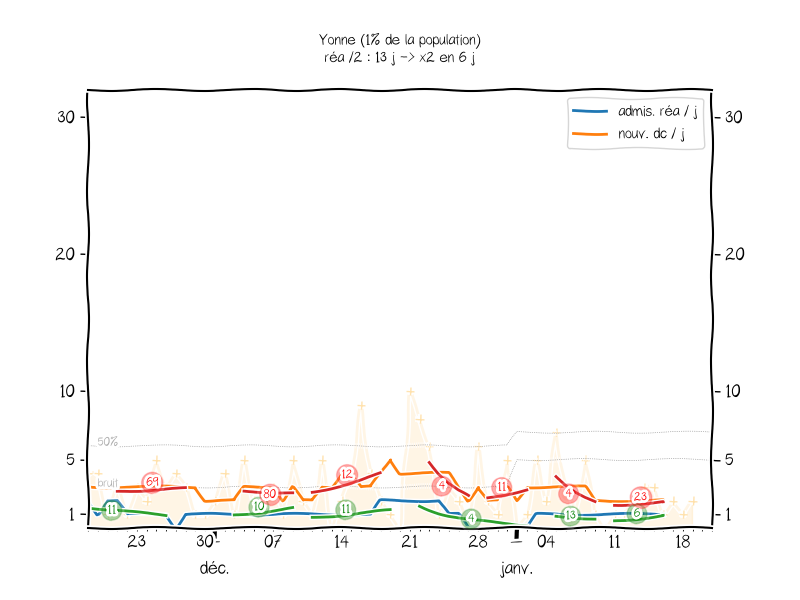 Yonne (1% de la population)
réa /2 : 13 j -> x2 en 6 j
admis. réa / j
nouv. dc / j
30 30
20 20
10 10
50%
5 5
bruit
1 1
69 80 12 4 11 4 23
11 10 11 4 13 6
23 30 07 14 21 28 04 11 18
déc. janv.